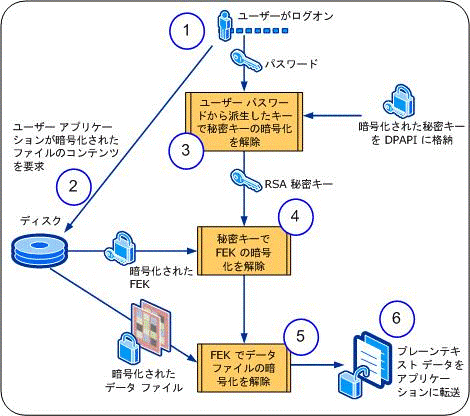 1
ユーザーがログオン
パスワード
ユーザー パスワー
ドから派生したキー
で秘密キーの暗号化
を解除
3
暗号化された秘密キー
を DPAPI に格納
ユーザー アプリケー
ションが暗号化された
ファイルのコンテンツ
を要求
2
RSA 秘密キー
ディスク
4
秘密キーで
FEK の暗号
化を解除
暗号化された
FEK
5
FEK でデータ
ファイルの暗
号化を解除
6
プレーンテキ
スト データを
アプリケー
ションに転送
暗号化された
データ ファイル